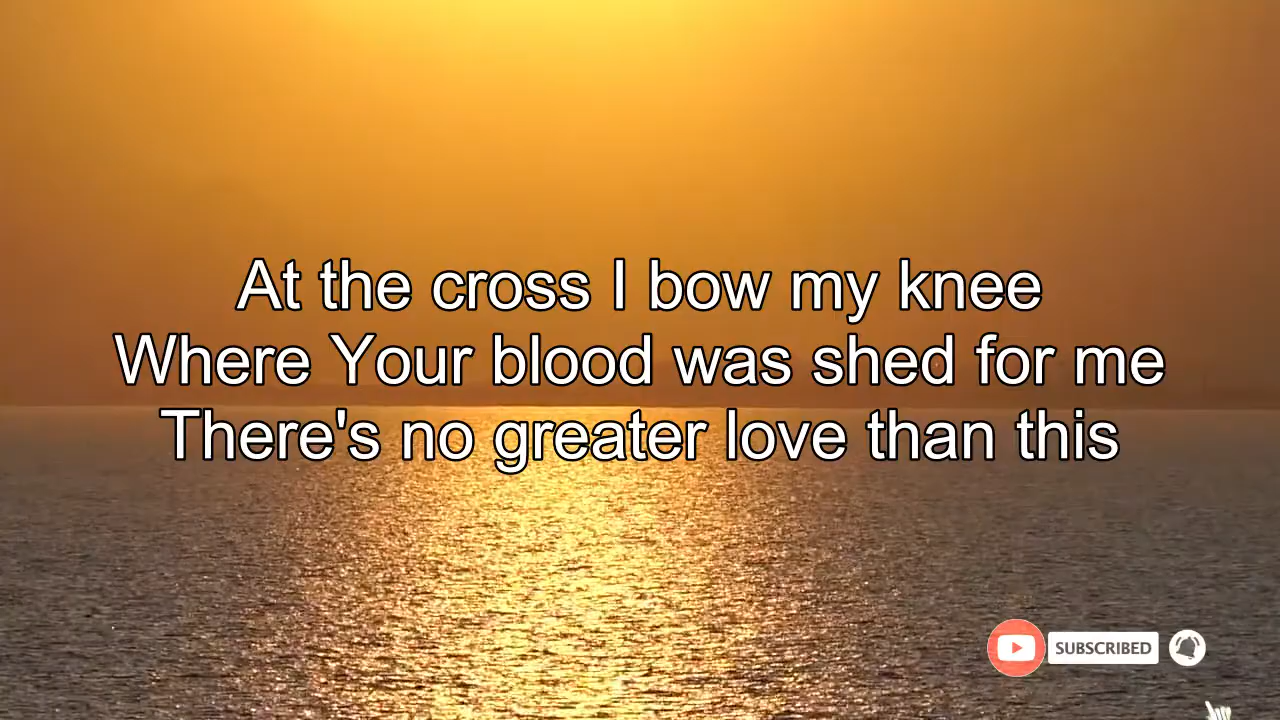 At the cross I bow my knee
Where Your blood was shed for me
There's no greater love than this
SUBSCRIBED